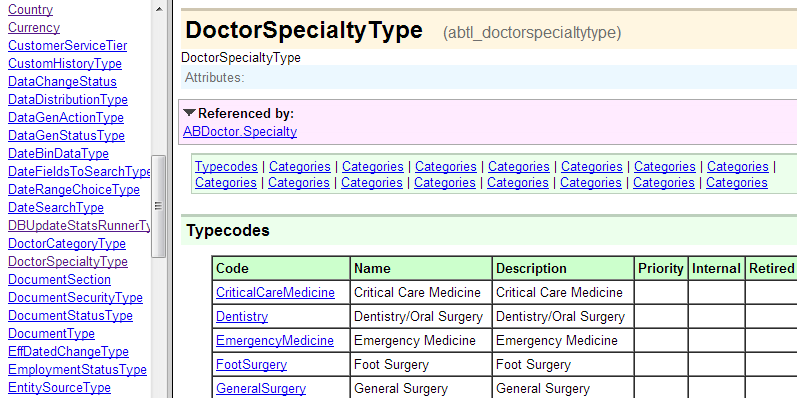 Country
Currency
CustomerServiceTier
CustomHistoryType
DataChangeStatus
DataDistributionType
DataGenActionType
DataGenStatusType
DateBinDataType
DateFieldsToSearchType
DateRangeChoiceType
DateSearchType
DBUpdateStatsRunnerTy
DoctorCategoryType
DoctorSpecialtyType
DocumentSection
DocumentSecurityType
DocumentStatusType
DocumentType
EffDatedChangeType
EmploymentStatusType
EntitySourceType
DoctorSpecialtyType (abtl_doctorspecialtytype)
DoctorSpecialtyType
Attributes:
Referenced by:
ABDoctor.Specialty
Typecodes | Categories | Categories | Categories | Categories | Categories | Categories | Categories |
Categories | Categories | Categories | Categories | Categories | Categories | Categories | Categories
Typecodes
Code Name Description Priority Internal Retired
CriticalCareMedicine Critical Care Medicine Critical Care Medicine
Dentistry Dentistry/Oral Surgery Dentistry/Oral Surgery
EmergencyMedicine Emergency Medicine Emergency Medicine
FootSurgery Foot Surgery Foot Surgery
GeneralSurgery General Surgery General Surgery